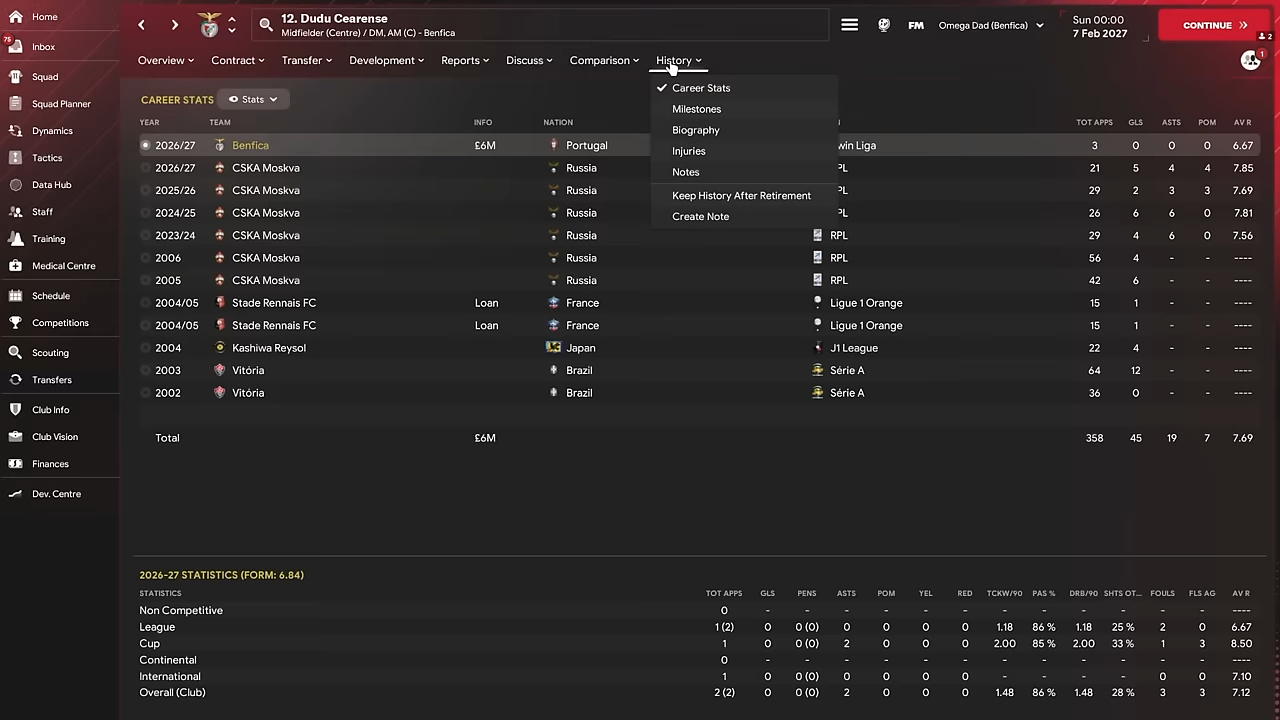 Home
12. Dudu Cearense
Midfielder (Centre) / DM, AM (C) - Benfica
FM
Omega Dad (Benfica)
Sun 00:00
7 Feb 2027
CONTINUE
2
75
Inbox
Overview Contract Transfer Development Reports Discuss Comparison History
1
Squad
Squad Planner
Dynamics
Tactics
Data Hub
Staff
Training
Medical Centre
Schedule
Competitions
Scouting
Transfers
Club Info
Club Vision
Finances
Dev. Centre
Career Stats
Milestones
Biography
Injuries
Notes
Keep History After Retirement
Create Note
CAREER STATS Stats
YEAR TEAM INFO NATION TOT APPS GLS ASTS POM AV R
2026/27 Benfica £6M Portugal win Liga 3 0 0 0 6.67
2026/27 CSKA Moskva Russia PL 21 5 4 4 7.85
2025/26 CSKA Moskva Russia PL 29 2 3 3 7.69
2024/25 CSKA Moskva Russia PL 26 6 6 0 7.81
2023/24 CSKA Moskva Russia RPL 29 4 6 0 7.56
2006 CSKA Moskva Russia RPL 56 4 - - ----
2005 CSKA Moskva Russia RPL 42 6 - - ----
2004/05 Stade Rennais FC Loan France Ligue 1 Orange 15 1 - - ----
2004/05 Stade Rennais FC Loan France Ligue 1 Orange 15 1 - - ----
2004 Kashiwa Reysol Japan J1 League 22 4 - - ----
2003 Vitória Brazil Série A 64 12 - - ----
2002 Vitória Brazil Série A 36 0 - - ----
Total £6M 358 45 19 7 7.69
2026-27 STATISTICS (FORM: 6.84)
STATISTICS TOT APPS GLS PENS ASTS POM YEL RED TCKW/90 PAS % DRB/90 SHTS OT... FOULS FLS AG AV R
Non Competitive 0 - - - - - - - - - - - - ----
League 1 (2) 0 0 (0) 0 0 0 0 1.18 86 % 1.18 25 % 2 0 6.67
Cup 1 0 0 (0) 2 0 0 0 2.00 85 % 2.00 33 % 1 3 8.50
Continental 0 - - - - - - - - - - - - ----
International 1 0 0 (0) 0 0 0 0 - - - - 0 0 7.10
Overall (Club) 2 (2) 0 0 (0) 2 0 0 0 1.48 86 % 1.48 28 % 3 3 7.12